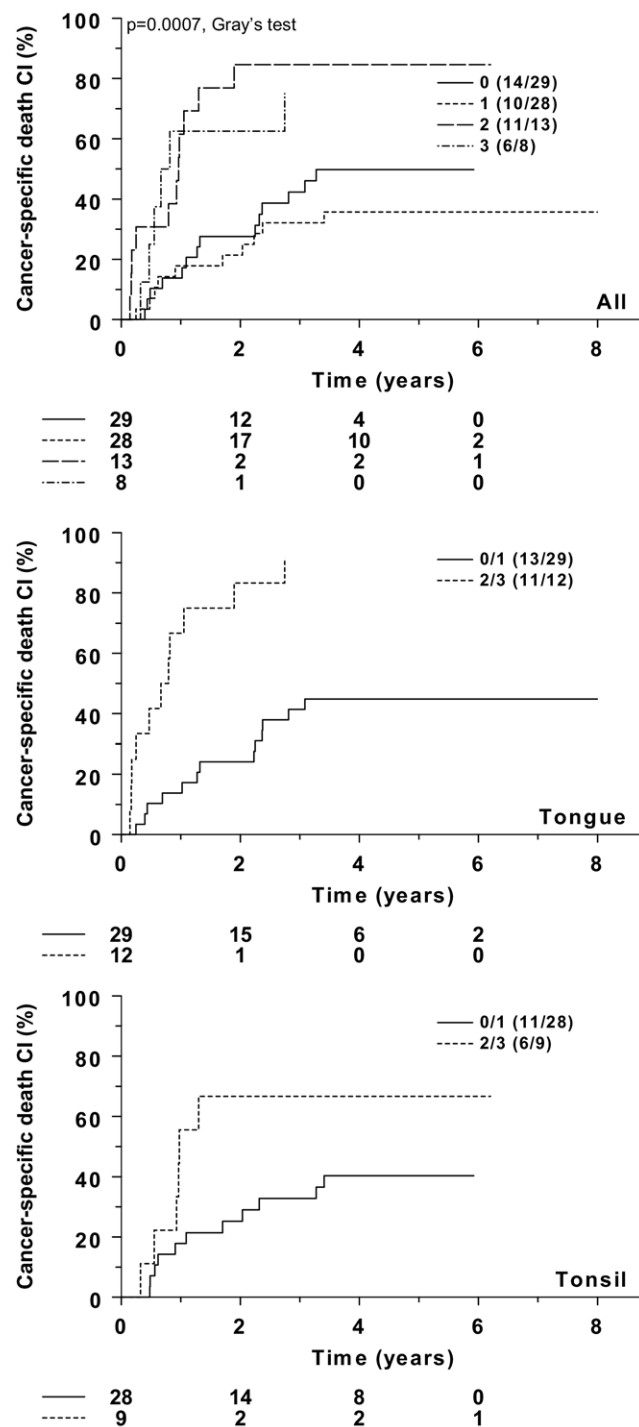 p=0.0007, Gray's test
Cancer-specific death CI (%)
100
80
60
40
20
0
0 (14/29)
1 (10/28)
2 (11/13)
3 (6/8)
All
0 2 4 6 8
Time (years)
29 12 4 0
28 17 10 2
13 2 2 1
8 1 0 0
Cancer-specific death CI (%)
100
80
60
40
20
0
0/1 (13/29)
2/3 (11/12)
Tongue
0 2 4 6 8
Time (years)
29 15 6 2
12 1 0 0
Cancer-specific death CI (%)
100
80
60
40
20
0
0/1 (11/28)
2/3 (6/9)
Tonsil
0 2 4 6 8
Time (years)
28 14 8 0
9 2 2 1